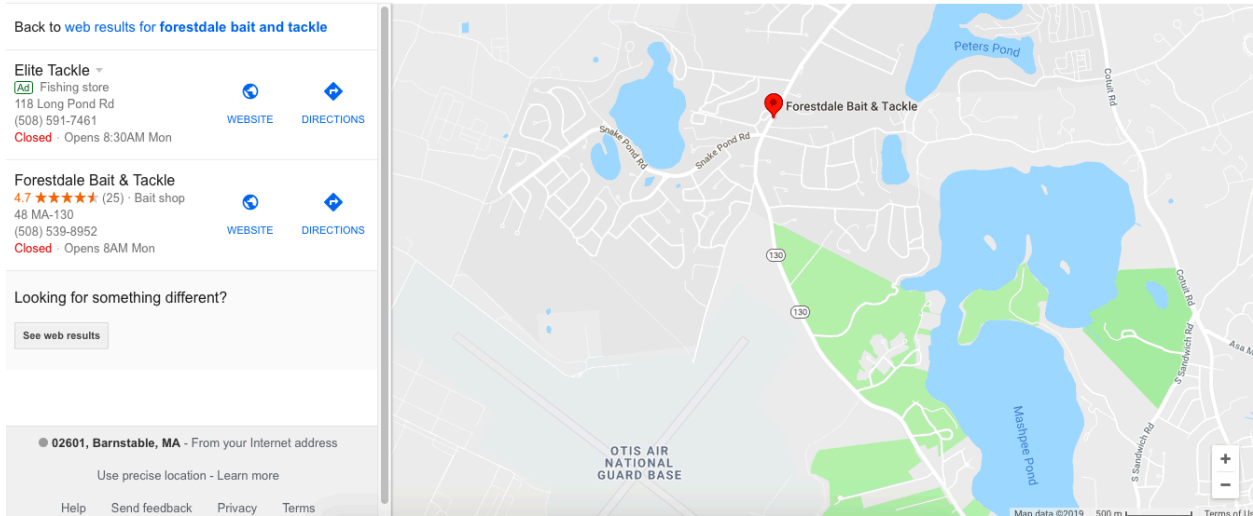 Back to web results for forestdale bait and tackle
Elite Tackle
Ad Fishing store
118 Long Pond Rd
(508) 591-7461
Closed · Opens 8:30AM Mon
WEBSITE
DIRECTIONS
Forestdale Bait & Tackle
4.7 (25) · Bait shop
48 MA-130
(508) 539-8952
Closed · Opens 8AM Mon
WEBSITE
DIRECTIONS
Looking for something different?
See web results
02601, Barnstable, MA - From your Internet address
Use precise location - Learn more
Help Send feedback Privacy Terms
Peters Pond
Cotuit Rd
Forestdale Bait & Tackle
Snake Pond Rd
Snake Pond Rd
130
130
Cotuit Rd
S Sandwich Rd
Asa M
Mashpee Pond
S Sandwich Rd
OTIS AIR
NATIONAL
GUARD BASE
+
−
Map data ©2019 500 m Terms of Us